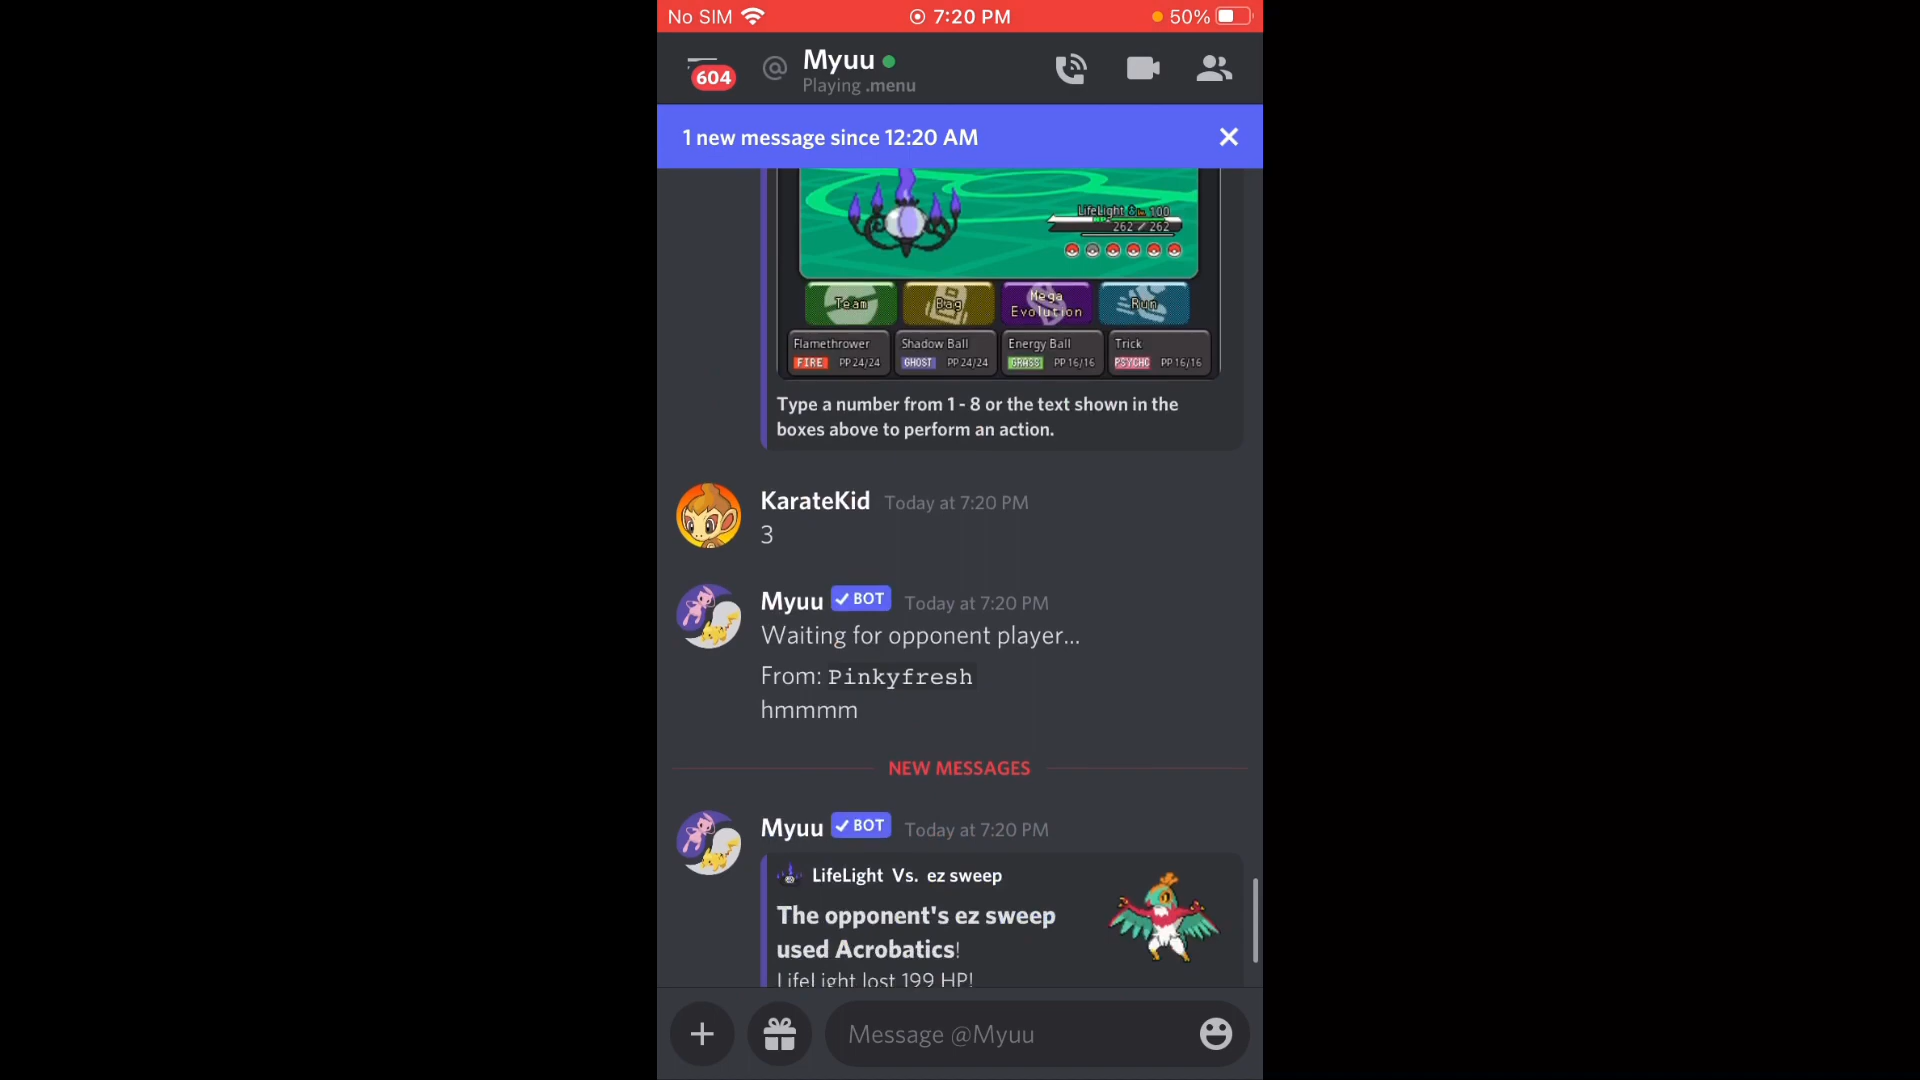 No SIM 7:20 PM 50%
604 @ Myuu
Playing .menu
1 new message since 12:20 AM
LifeLight Lv 100
262 / 262
Team Bag Mega Evolution Run
Flamethrower Shadow Ball Energy Ball Trick
FIRE PP 24/24 GHOST PP 24/24 GRASS PP 16/16 PSYCHC PP 16/16
Type a number from 1 - 8 or the text shown in the
boxes above to perform an action.
KarateKid Today at 7:20 PM
3
Myuu BOT Today at 7:20 PM
Waiting for opponent player...
From: Pinkyfresh
hmmmm
NEW MESSAGES
Myuu BOT Today at 7:20 PM
LifeLight Vs. ez sweep
The opponent's ez sweep
used Acrobatics!
LifeLight lost 199 HP!
Message @Myuu